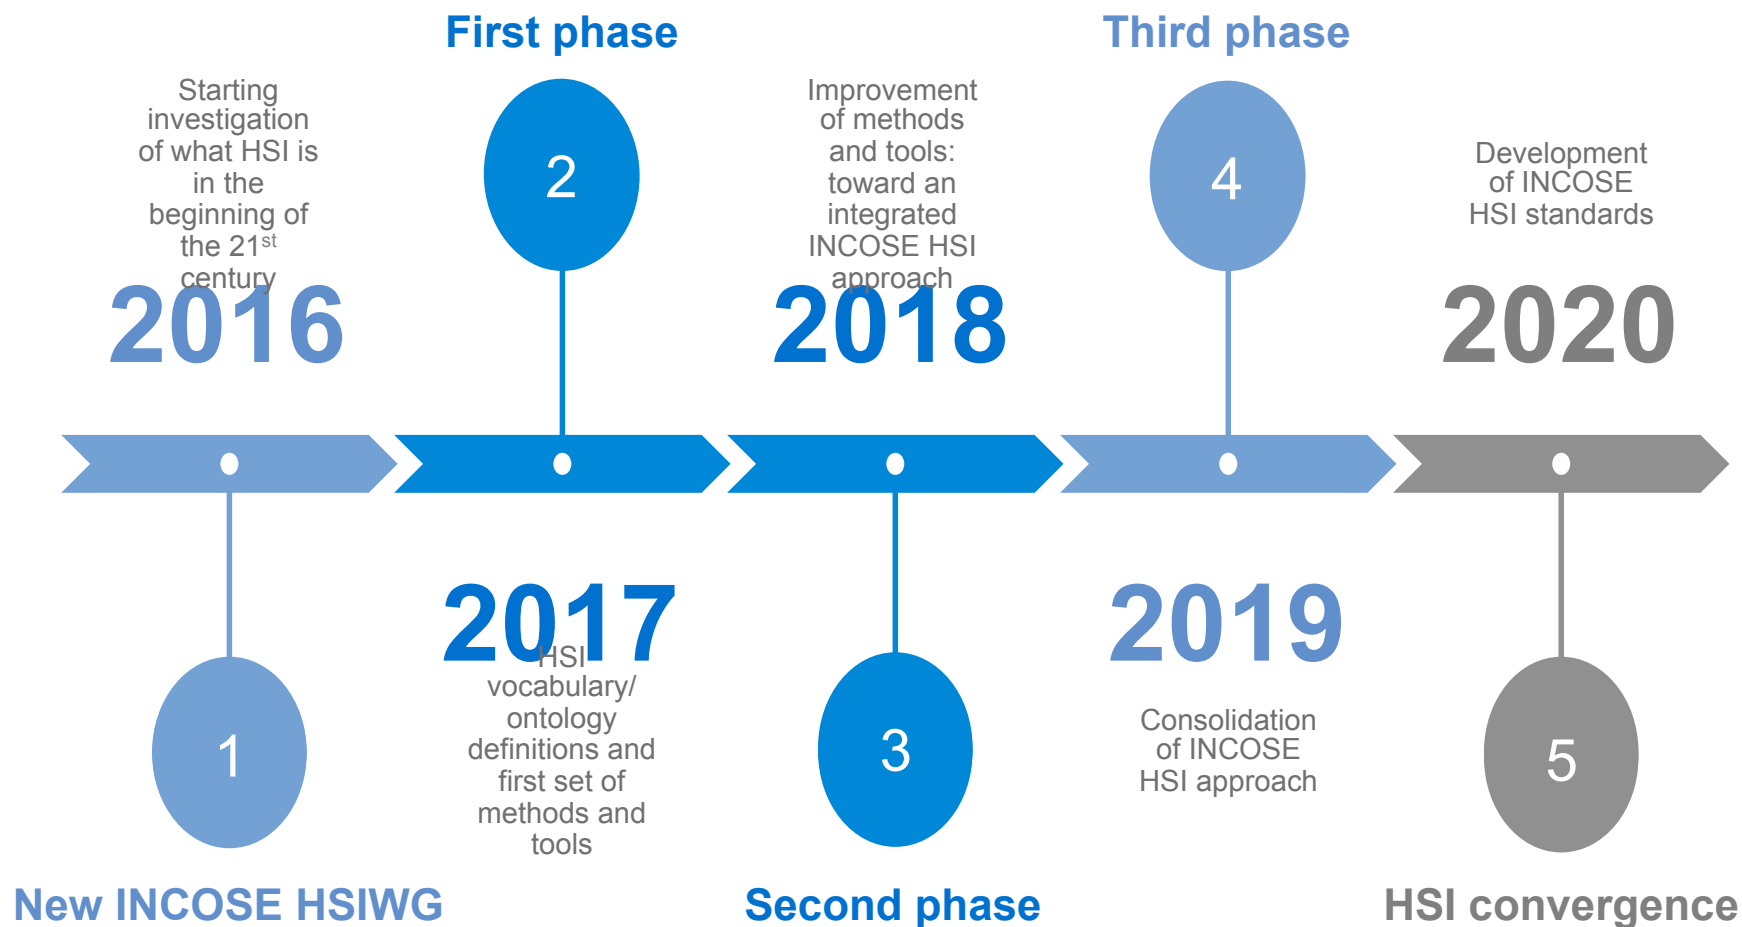 First phase
Third phase
Starting
investigation
of what HSI is
in the
beginning of
the 21st
century
2016
2
Improvement
of methods
and tools:
toward an
integrated
INCOSE HSI
approach
2018
4
Development
of INCOSE
HSI standards
2020
1
New INCOSE HSIWG
2017
HSI
vocabulary/
ontology
definitions and
first set of
methods and
tools
3
Second phase
2019
Consolidation
of INCOSE
HSI approach
5
HSI convergence